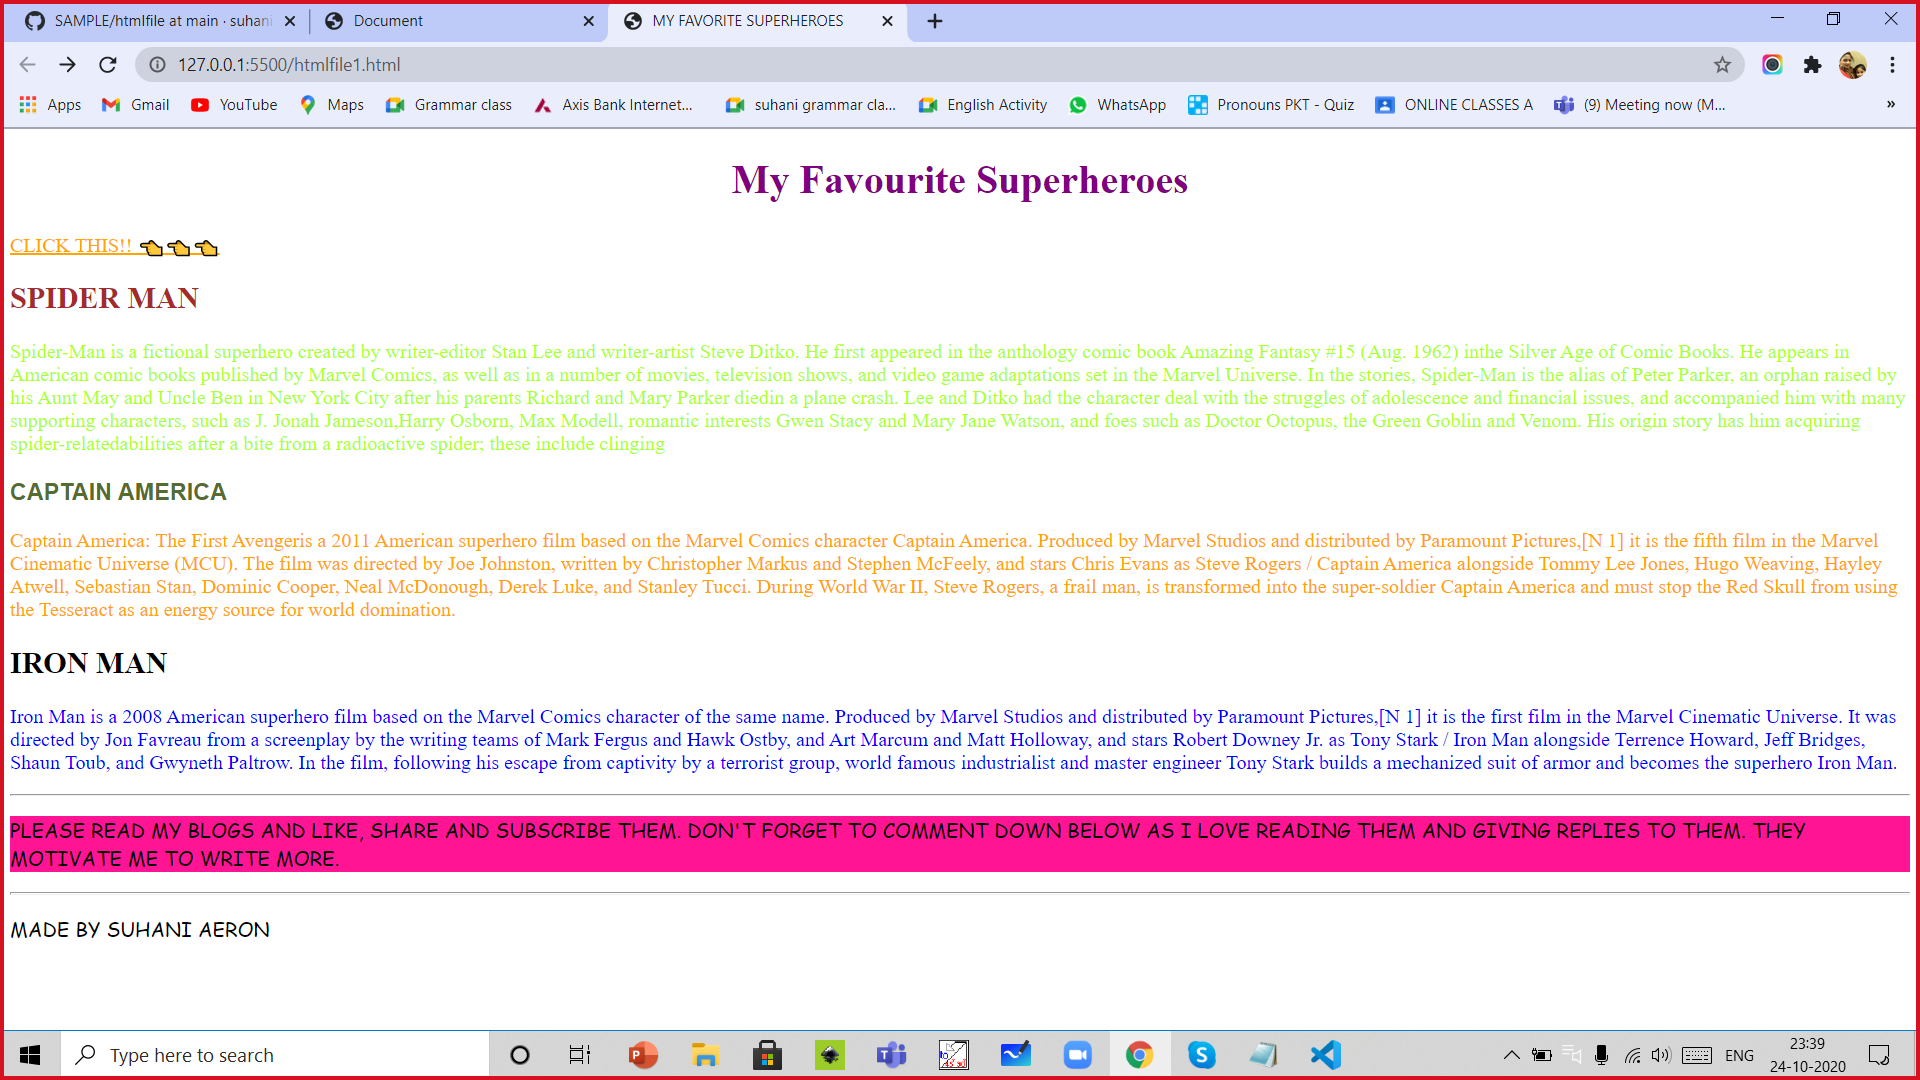 SAMPLE/htmlfile at main · suhani
Document
MY FAVORITE SUPERHEROES
127.0.0.1:5500/htmlfile1.html
Apps Gmail YouTube Maps Grammar class Axis Bank Internet... suhani grammar cla... English Activity WhatsApp Pronouns PKT - Quiz ONLINE CLASSES A (9) Meeting now (M... »
My Favourite Superheroes
CLICK THIS!! 👈👈👈
SPIDER MAN
Spider-Man is a fictional superhero created by writer-editor Stan Lee and writer-artist Steve Ditko. He first appeared in the anthology comic book Amazing Fantasy #15 (Aug. 1962) inthe Silver Age of Comic Books. He appears in
American comic books published by Marvel Comics, as well as in a number of movies, television shows, and video game adaptations set in the Marvel Universe. In the stories, Spider-Man is the alias of Peter Parker, an orphan raised by
his Aunt May and Uncle Ben in New York City after his parents Richard and Mary Parker diedin a plane crash. Lee and Ditko had the character deal with the struggles of adolescence and financial issues, and accompanied him with many
supporting characters, such as J. Jonah Jameson,Harry Osborn, Max Modell, romantic interests Gwen Stacy and Mary Jane Watson, and foes such as Doctor Octopus, the Green Goblin and Venom. His origin story has him acquiring
spider-relatedabilities after a bite from a radioactive spider; these include clinging
CAPTAIN AMERICA
Captain America: The First Avengeris a 2011 American superhero film based on the Marvel Comics character Captain America. Produced by Marvel Studios and distributed by Paramount Pictures,[N 1] it is the fifth film in the Marvel
Cinematic Universe (MCU). The film was directed by Joe Johnston, written by Christopher Markus and Stephen McFeely, and stars Chris Evans as Steve Rogers / Captain America alongside Tommy Lee Jones, Hugo Weaving, Hayley
Atwell, Sebastian Stan, Dominic Cooper, Neal McDonough, Derek Luke, and Stanley Tucci. During World War II, Steve Rogers, a frail man, is transformed into the super-soldier Captain America and must stop the Red Skull from using
the Tesseract as an energy source for world domination.
IRON MAN
Iron Man is a 2008 American superhero film based on the Marvel Comics character of the same name. Produced by Marvel Studios and distributed by Paramount Pictures,[N 1] it is the first film in the Marvel Cinematic Universe. It was
directed by Jon Favreau from a screenplay by the writing teams of Mark Fergus and Hawk Ostby, and Art Marcum and Matt Holloway, and stars Robert Downey Jr. as Tony Stark / Iron Man alongside Terrence Howard, Jeff Bridges,
Shaun Toub, and Gwyneth Paltrow. In the film, following his escape from captivity by a terrorist group, world famous industrialist and master engineer Tony Stark builds a mechanized suit of armor and becomes the superhero Iron Man.
PLEASE READ MY BLOGS AND LIKE, SHARE AND SUBSCRIBE THEM. DON'T FORGET TO COMMENT DOWN BELOW AS I LOVE READING THEM AND GIVING REPLIES TO THEM. THEY
MOTIVATE ME TO WRITE MORE.
MADE BY SUHANI AERON
Type here to search
ENG
23:39
24-10-2020